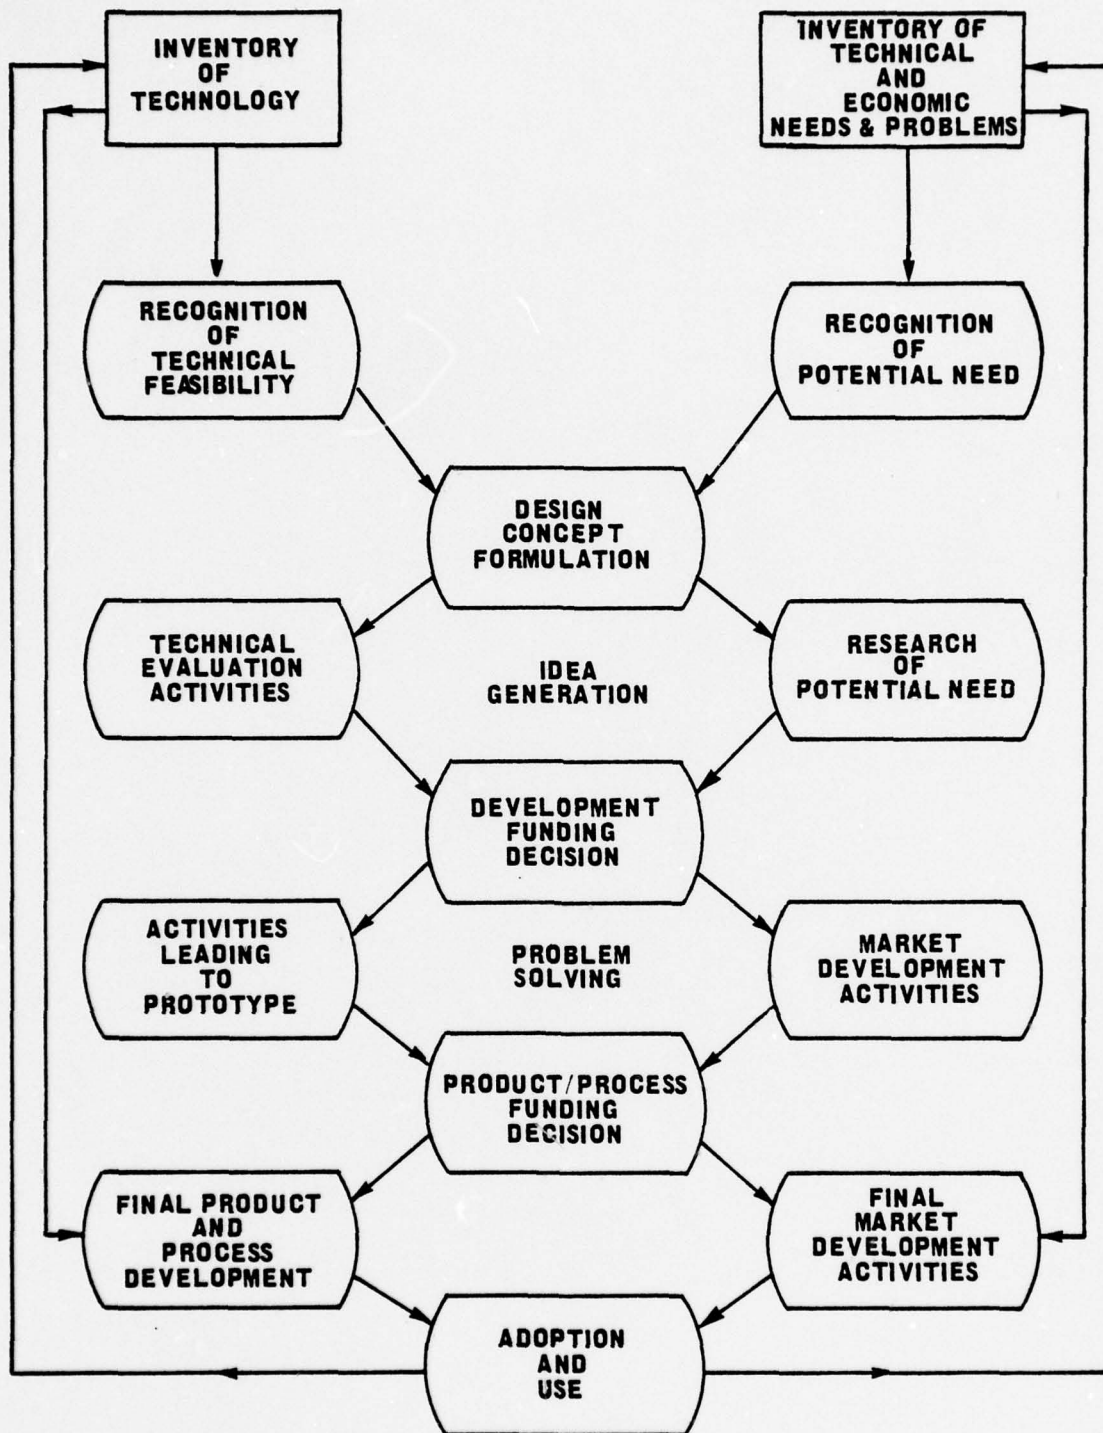 INVENTORY
OF
TECHNOLOGY
INVENTORY OF
TECHNICAL
AND
ECONOMIC
NEEDS & PROBLEMS
RECOGNITION
OF
TECHNICAL
FEASIBILITY
RECOGNITION
OF
POTENTIAL NEED
DESIGN
CONCEPT
FORMULATION
TECHNICAL
EVALUATION
ACTIVITIES
IDEA
GENERATION
RESEARCH
OF
POTENTIAL NEED
DEVELOPMENT
FUNDING
DECISION
ACTIVITIES
LEADING
TO
PROTOTYPE
PROBLEM
SOLVING
MARKET
DEVELOPMENT
ACTIVITIES
PRODUCT/PROCESS
FUNDING
DECISION
FINAL PRODUCT
AND
PROCESS
DEVELOPMENT
FINAL
MARKET
DEVELOPMENT
ACTIVITIES
ADOPTION
AND
USE